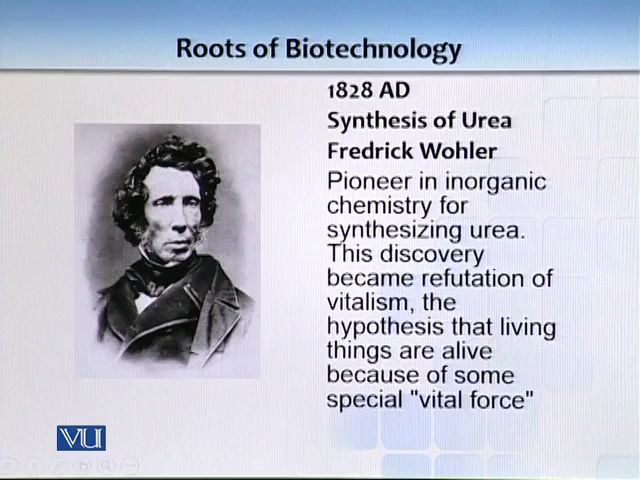 Roots of Biotechnology
1828 AD
Synthesis of Urea
Fredrick Wohler
Pioneer in inorganic
chemistry for
synthesizing urea.
This discovery
became refutation of
vitalism, the
hypothesis that living
things are alive
because of some
special "vital force"
VU